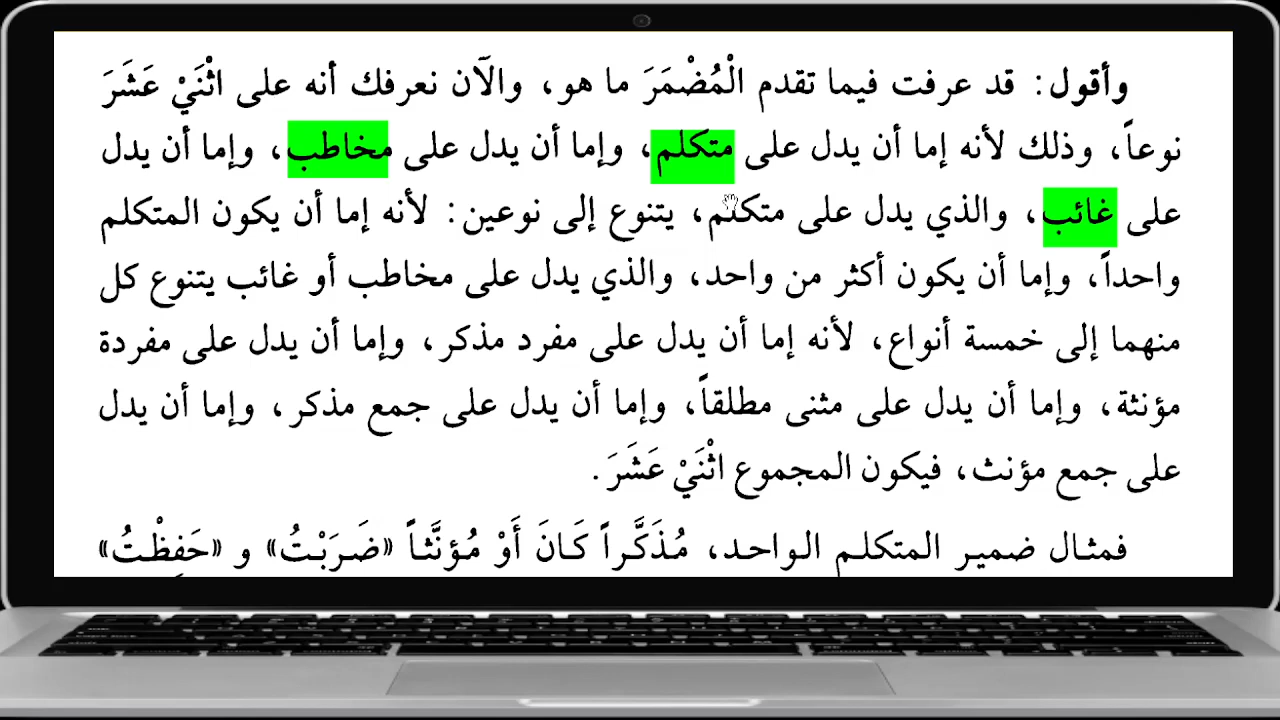 وأقول: قد عرفت فيما تقدم الْمُضْمَرَ ما هو، والآن نعرفك أنه على اثْنَيْ عَشَرَ
نوعاً، وذلك لأنه إما أن يدل على متكلم، وإما أن يدل على مخاطب، وإما أن يدل
على غائب، والذي يدل على متكلم، يتنوع إلى نوعين: لأنه إما أن يكون المتكلم
واحداً، وإما أن يكون أكثر من واحد، والذي يدل على مخاطب أو غائب يتنوع كل
منهما إلى خمسة أنواع، لأنه إما أن يدل على مفرد مذكر، وإما أن يدل على مفردة
مؤنثة، وإما أن يدل على مثنى مطلقاً، وإما أن يدل على جمع مذكر، وإما أن يدل
على جمع مؤنث، فيكون المجموع اثْنَيْ عَشَرَ.
فمثال ضمير المتكلم الواحد، مُذَكَّراً كَانَ أَوْ مُؤنَّثاً «ضَرَبْتُ» و «حَفِظْتُ»